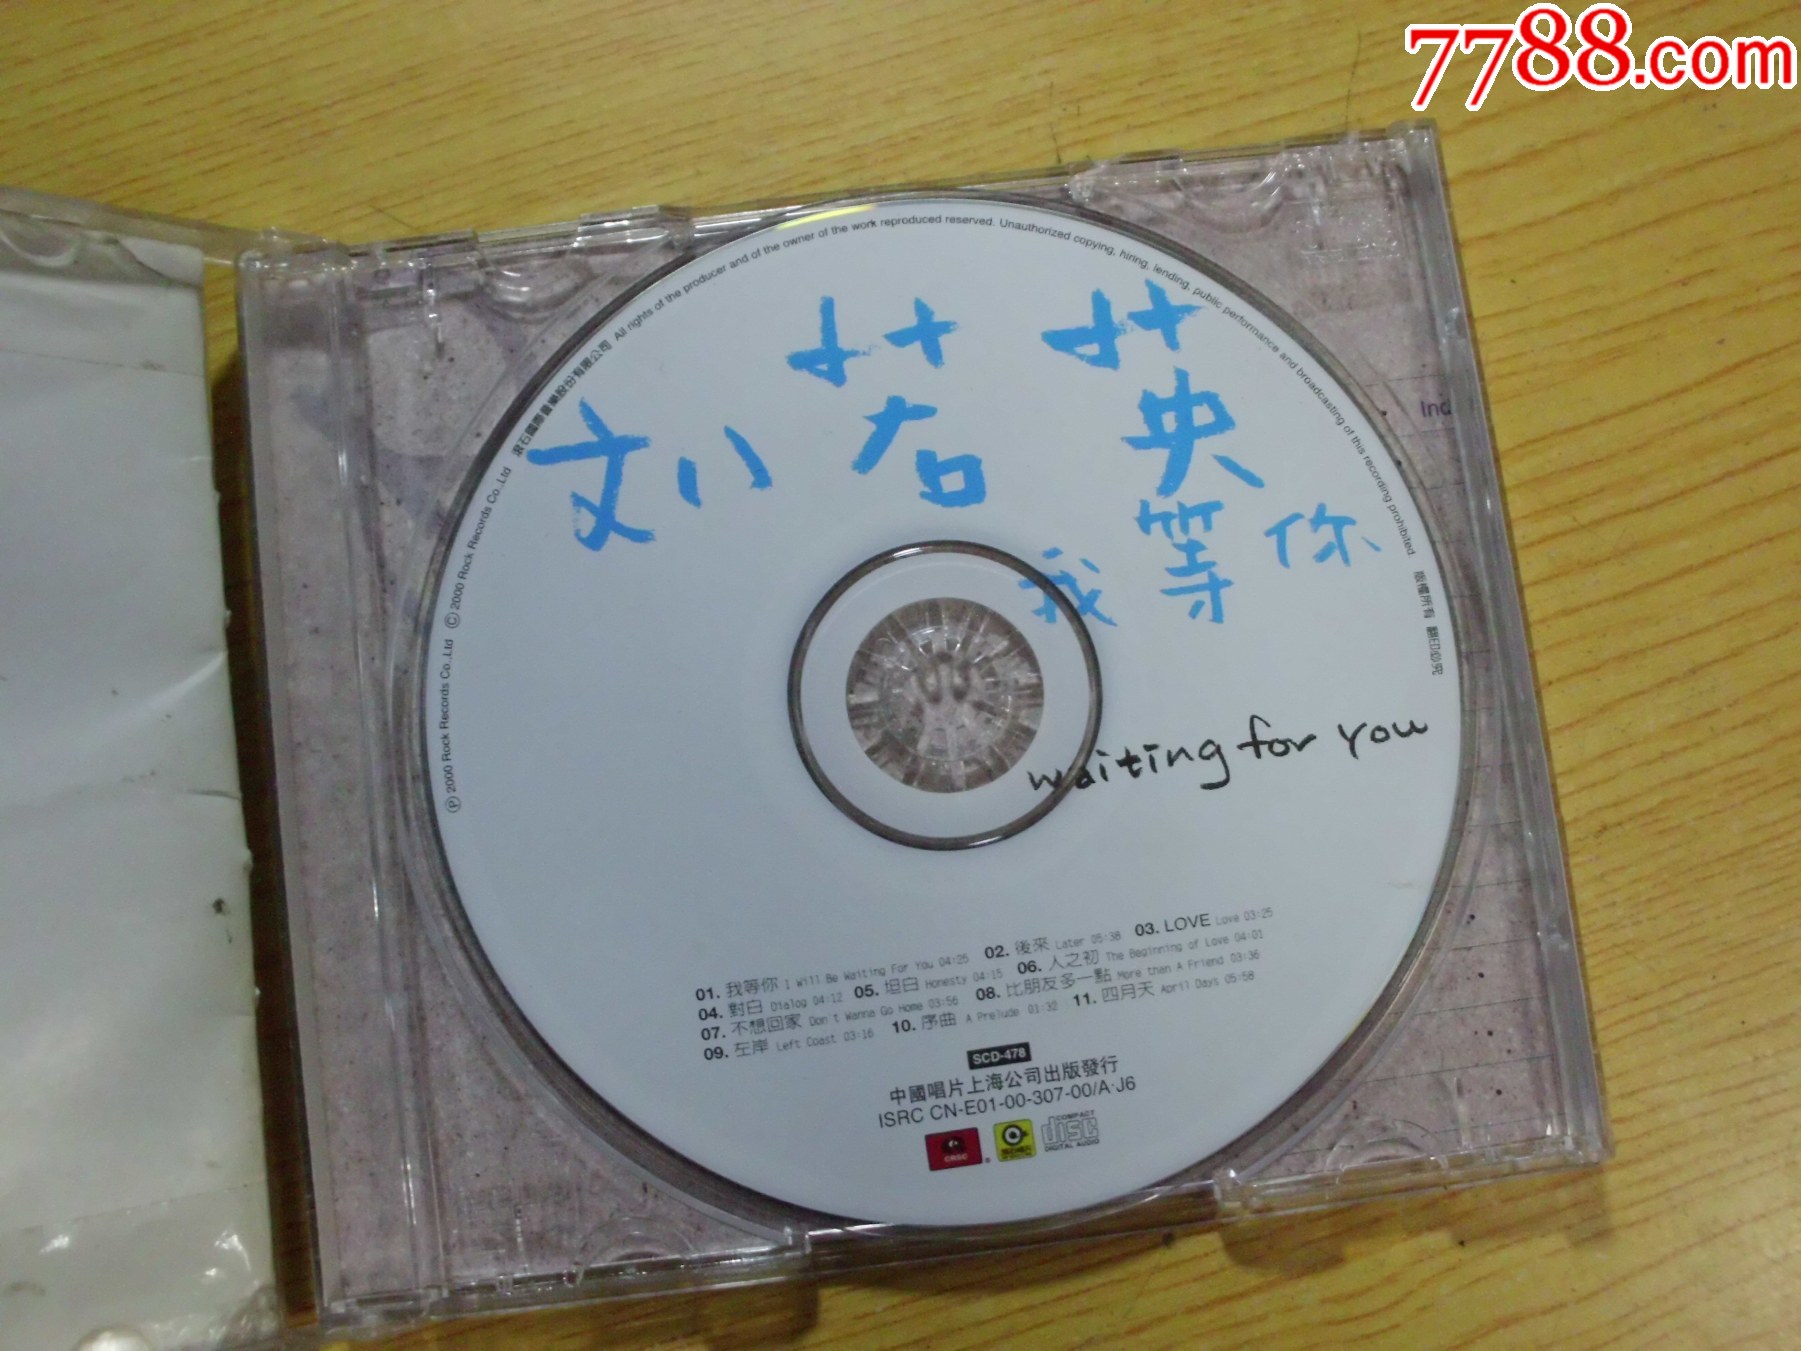 7788.com
滾石國際音樂股份有限公司 All rights of the producer and of the owner of the work reproduced reserved. Unauthorized copying, hiring, lending, public performance and broadcasting of this recording prohibited 版權所有 翻印必究
Ⓟ 2000 Rock Records Co.,Ltd Ⓒ 2000 Rock Records Co.,Ltd
刘若英
我等你
waiting for you
Ind
01. 我等你 I Will Be Waiting For You 04:25 02. 後來 Later 05:38 03. LOVE Love 03:25
04. 對白 Dialog 04:12 05. 坦白 Honesty 04:15 06. 人之初 The Beginning of Love 04:01
07. 不想回家 Don't Wanna Go Home 03:56 08. 比朋友多一點 More than A Friend 03:36
09. 左岸 Left Coast 03:16 10. 序曲 A Prelude 01:32 11. 四月天 April Days 05:58
SCD-478
中國唱片上海公司出版發行
ISRC CN-E01-00-307-00/A·J6
CRSC
COMPACT
disc
DIGITAL AUDIO